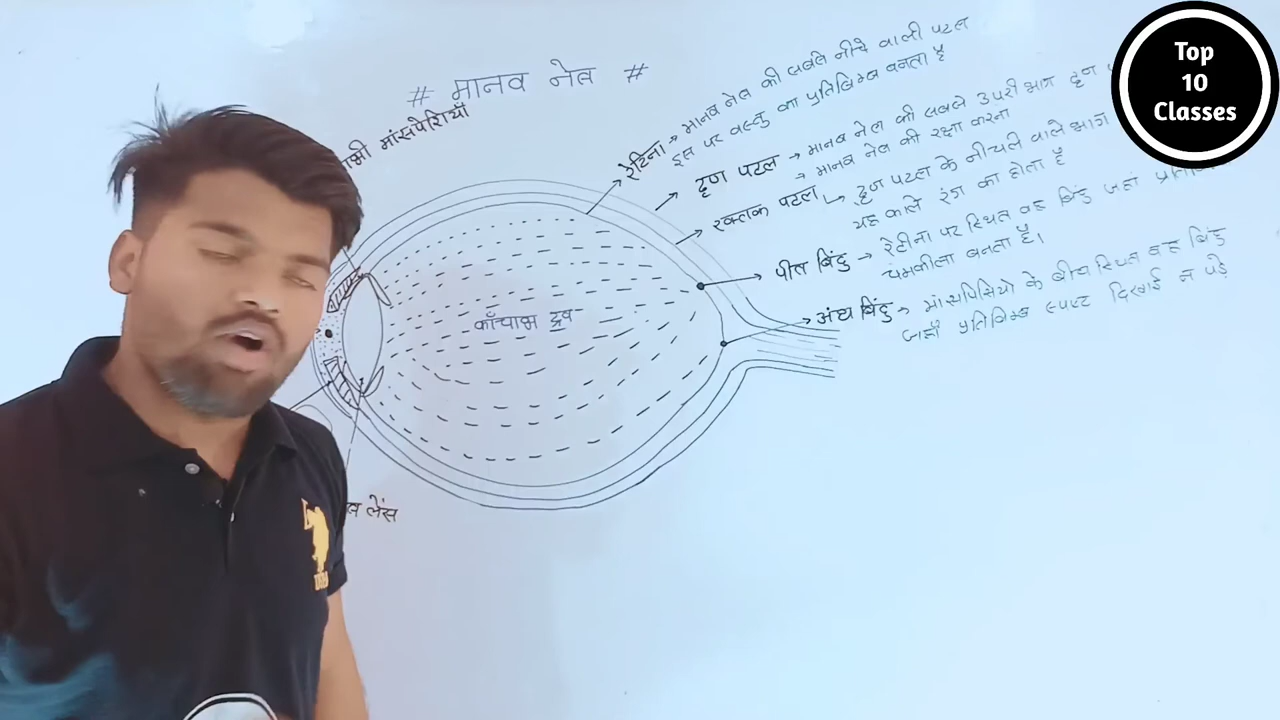 # मानव नेत्र #
मांसपेशियाँ
रेटिना → मानव नेत्र की सबसे नीचे वाली पटल
इस पर वस्तु का प्रतिबिम्ब बनता है
दृण पटल → मानव नेत्र की सबसे उपरी भाग दृण
→ मानव नेत्र की रक्षा करना
रक्तक पटल → दृण पटल के नीचले वाले भाग
यह काले रंग का होता है
पीत बिंदु → रेटीना पर स्थित वह बिंदु जहां
चमकीला बनता है।
अंध बिंदु → मांसपेसियो के बीच स्थित वह बिंदु
जहाँ प्रतिबिम्ब स्पष्ट दिखाई न पड़े
काँचाभ द्रव
लेंस
Top
10
Classes